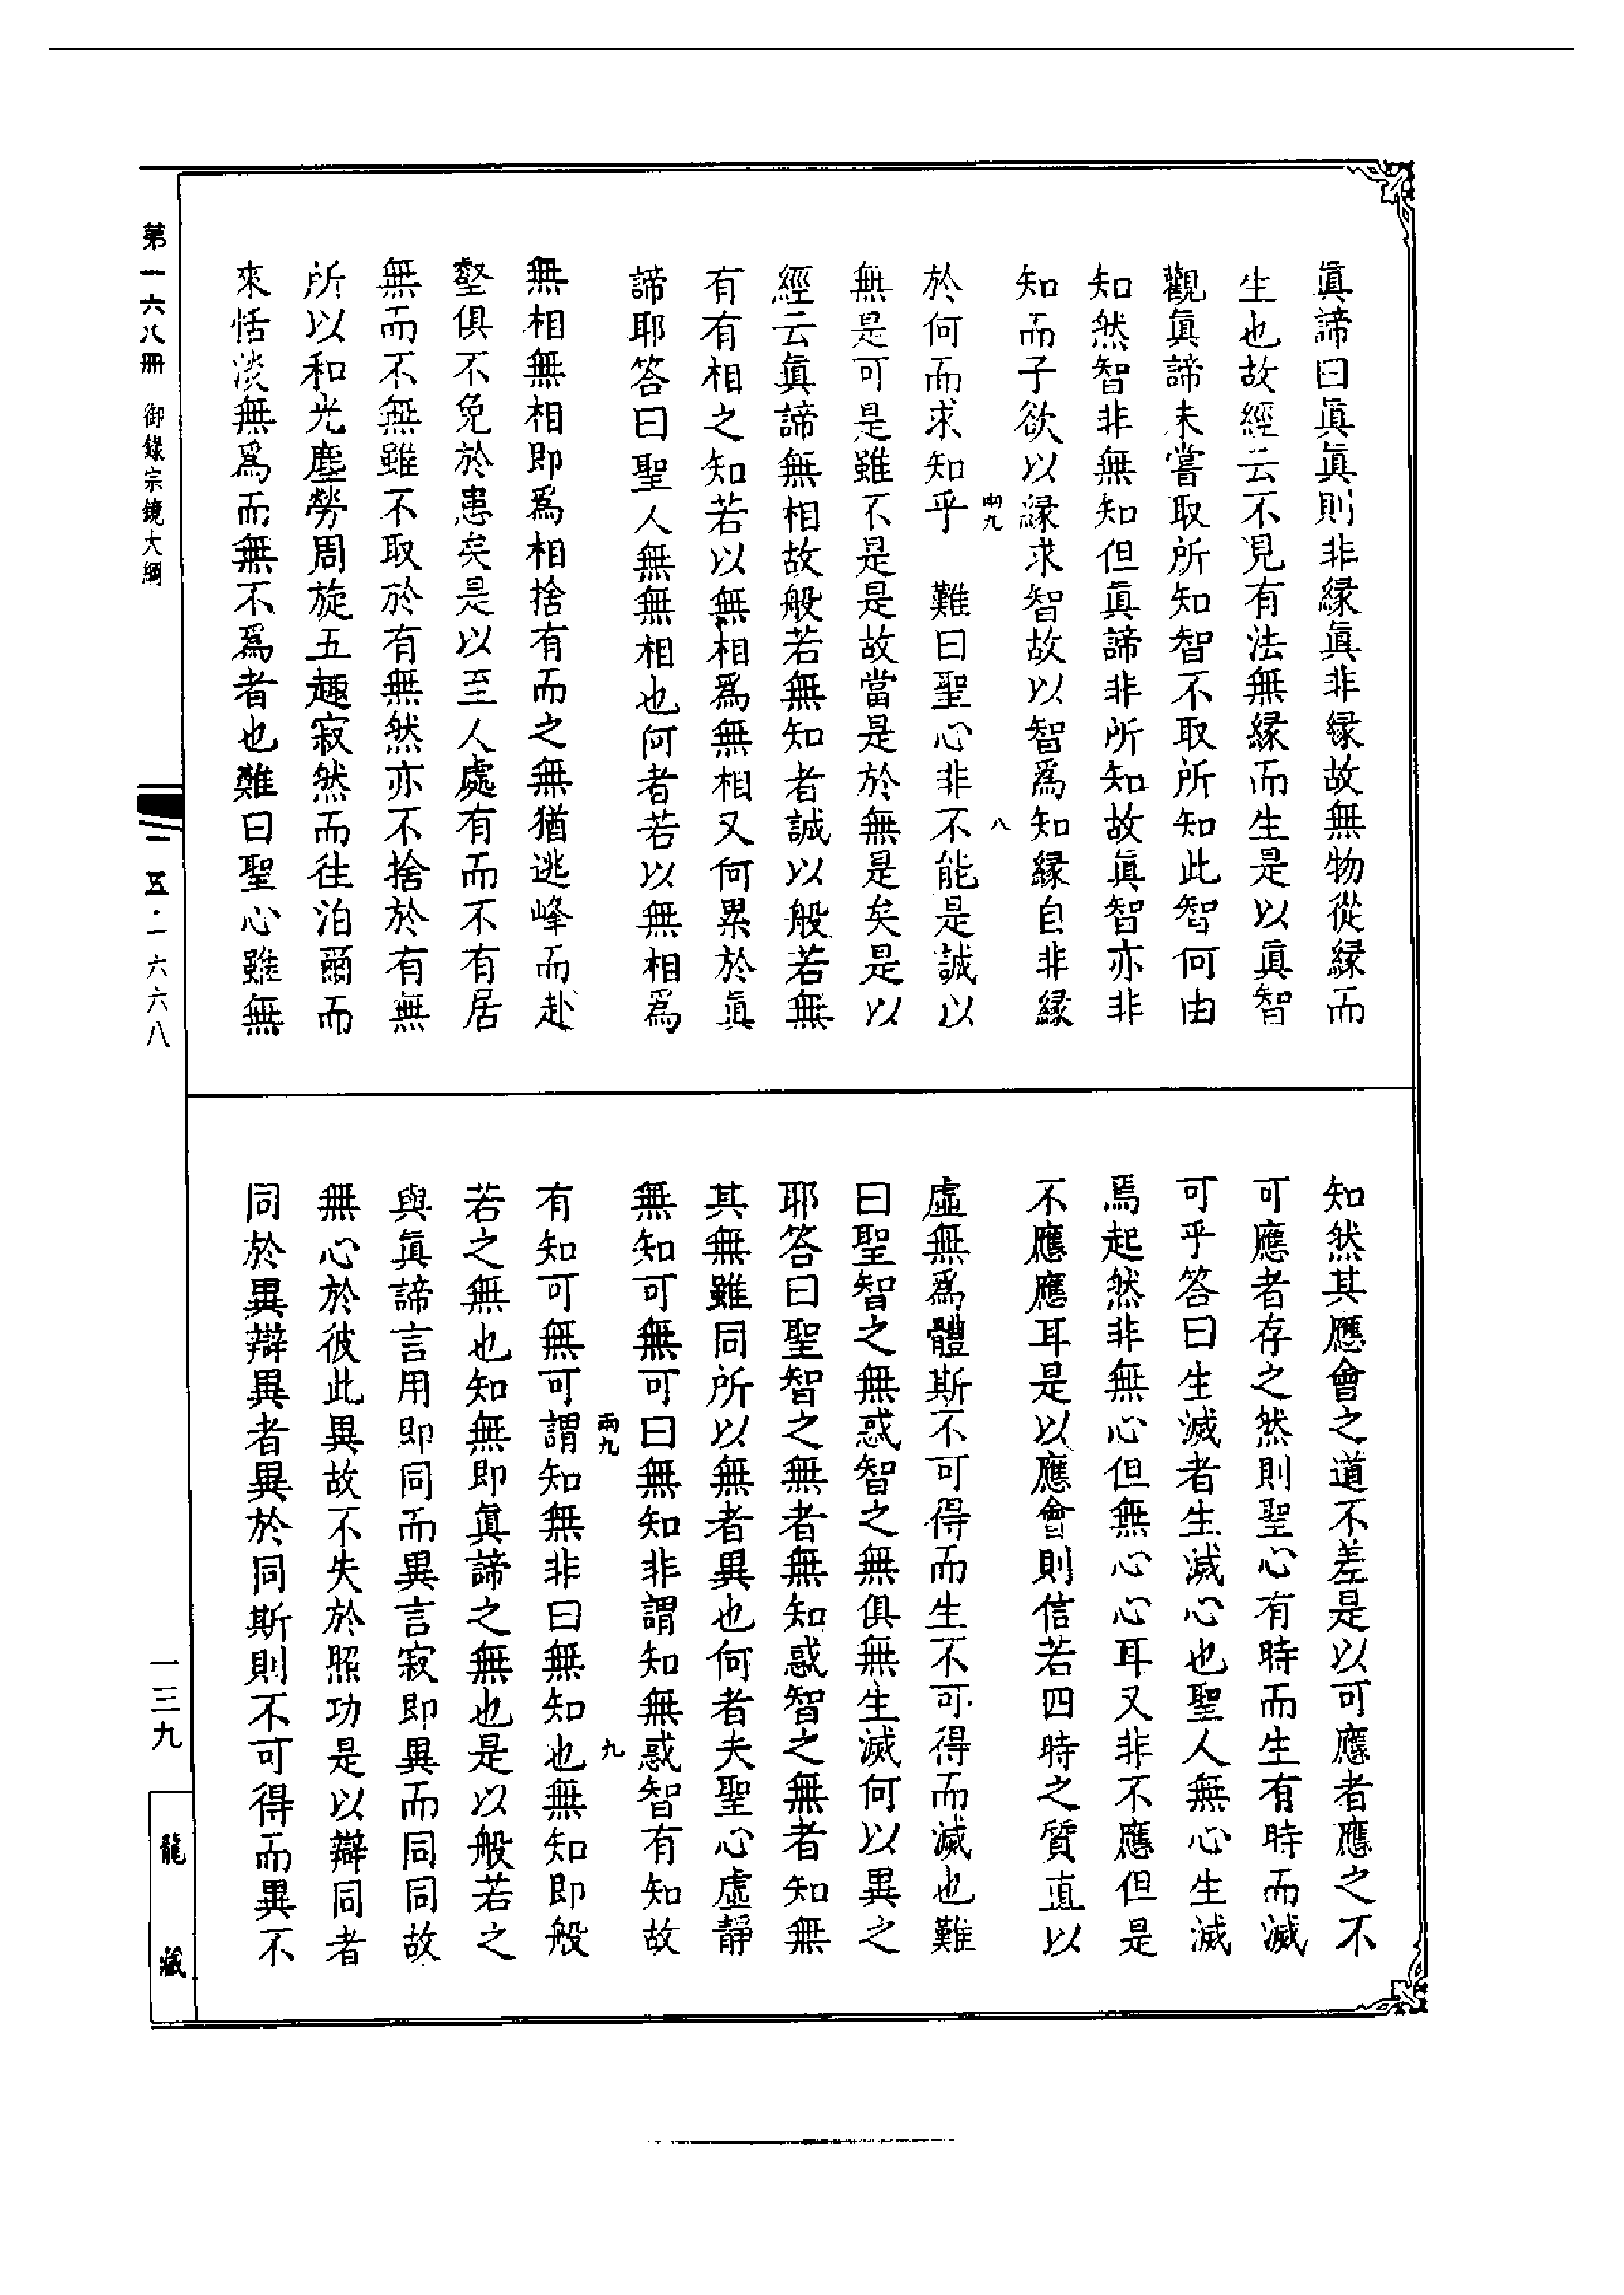 眞諦曰眞眞則非緣眞非緣故無物從緣而
生也故經云不見有法無緣而生是以眞智
觀眞諦未嘗取所知智不取所知此智何由
知然智非無知但眞諦非所知故眞智亦非
知而子欲以緣求智故以智爲知緣自非緣
兩九
八
於何而求知乎　難曰聖心非不能是誠以
無是可是雖不是是故當是於無是矣是以
經云眞諦無相故般若無知者誠以般若無
有有相之知若以無相爲無相又何累於眞
諦耶答曰聖人無無相也何者若以無相爲
無相無相即爲相捨有而之無猶逃峰而赴
壑俱不免於患矣是以至人處有而不有居
無而不無雖不取於有無然亦不捨於有無
所以和光塵勞周旋五趣寂然而往泊爾而
來恬淡無爲而無不爲者也難曰聖心雖無
知然其應會之道不差是以可應者應之不
可應者存之然則聖心有時而生有時而滅
可乎答曰生滅者生滅心也聖人無心生滅
焉起然非無心但無心心耳又非不應但是
不應應耳是以應會則信若四時之質直以
虛無爲體斯不可得而生不可得而滅也難
曰聖智之無惑智之無俱無生滅何以異之
耶答曰聖智之無者無知惑智之無者知無
其無雖同所以無者異也何者夫聖心虛靜
無知可無可曰無知非謂知無惑智有知故
兩九
九
有知可無可謂知無非曰無知也無知即般
若之無也知無即眞諦之無也是以般若之
與眞諦言用即同而異言寂即異而同同故
無心於彼此異故不失於照功是以辯同者
同於異辯異者異於同斯則不可得而異不
第一六八冊　御錄宗鏡大綱
一五二一六六八
一三九
龍藏